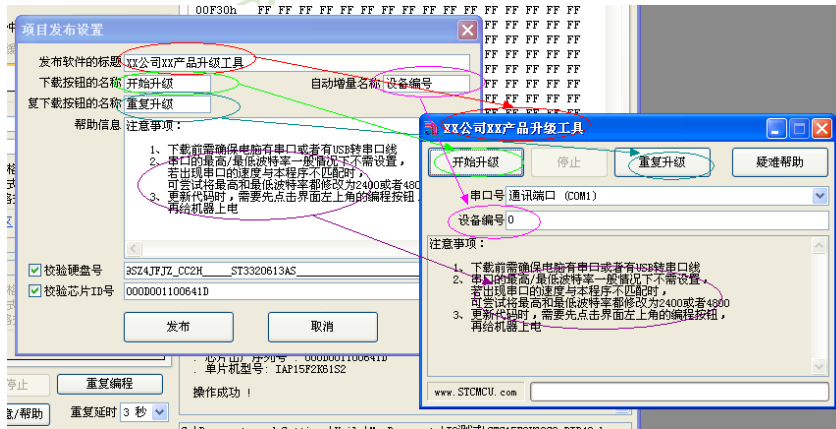 00F30h FF FF FF FF FF FF FF FF FF FF FF FF FF FF
项目发布设置
发布软件的标题 XX公司XX产品升级工具
下载按钮的名称 开始升级 自动增量名称 设备编号
复下载按钮的名称 重复升级
帮助信息 注意事项：
1、下载前需确保电脑有串口或者有USB转串口线
2、串口的最高/最低波特率一般情况下不需设置，
若出现串口的速度与本程序不匹配时，
可尝试将最高和最低波特率都修改为2400或者480
3、更新代码时，需要先点击界面左上角的编程按钮，
再给机器上电
校验硬盘号 3SZ4JFJZ_CC2H_____ST3320613AS
校验芯片ID号 000D001100641D
发布 取消
XX公司XX产品升级工具
开始升级 停止 重复升级 疑难帮助
串口号 通讯端口 (COM1)
设备编号 0
注意事项：
1、下载前需确保电脑有串口或者有USB转串口线
2、串口的最高/最低波特率一般情况下不需设置，
若出现串口的速度与本程序不匹配时，
可尝试将最高和最低波特率都修改为2400或者4800
3、更新代码时，需要先点击界面左上角的编程按钮，
再给机器上电
www.STCMCU.com
. 单片机型号: IAP15F2K61S2
操作成功 !
停止 重复编程
/帮助 重复延时 3 秒